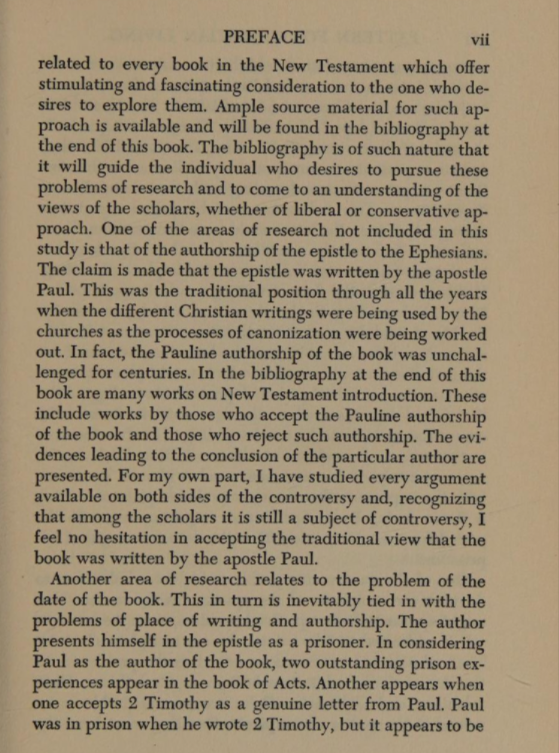 PREFACE vii
related to every book in the New Testament which offer
stimulating and fascinating consideration to the one who de-
sires to explore them. Ample source material for such ap-
proach is available and will be found in the bibliography at
the end of this book. The bibliography is of such nature that
it will guide the individual who desires to pursue these
problems of research and to come to an understanding of the
views of the scholars, whether of liberal or conservative ap-
proach. One of the areas of research not included in this
study is that of the authorship of the epistle to the Ephesians.
The claim is made that the epistle was written by the apostle
Paul. This was the traditional position through all the years
when the different Christian writings were being used by the
churches as the processes of canonization were being worked
out. In fact, the Pauline authorship of the book was unchal-
lenged for centuries. In the bibliography at the end of this
book are many works on New Testament introduction. These
include works by those who accept the Pauline authorship
of the book and those who reject such authorship. The evi-
dences leading to the conclusion of the particular author are
presented. For my own part, I have studied every argument
available on both sides of the controversy and, recognizing
that among the scholars it is still a subject of controversy, I
feel no hesitation in accepting the traditional view that the
book was written by the apostle Paul.
Another area of research relates to the problem of the
date of the book. This in turn is inevitably tied in with the
problems of place of writing and authorship. The author
presents himself in the epistle as a prisoner. In considering
Paul as the author of the book, two outstanding prison ex-
periences appear in the book of Acts. Another appears when
one accepts 2 Timothy as a genuine letter from Paul. Paul
was in prison when he wrote 2 Timothy, but it appears to be